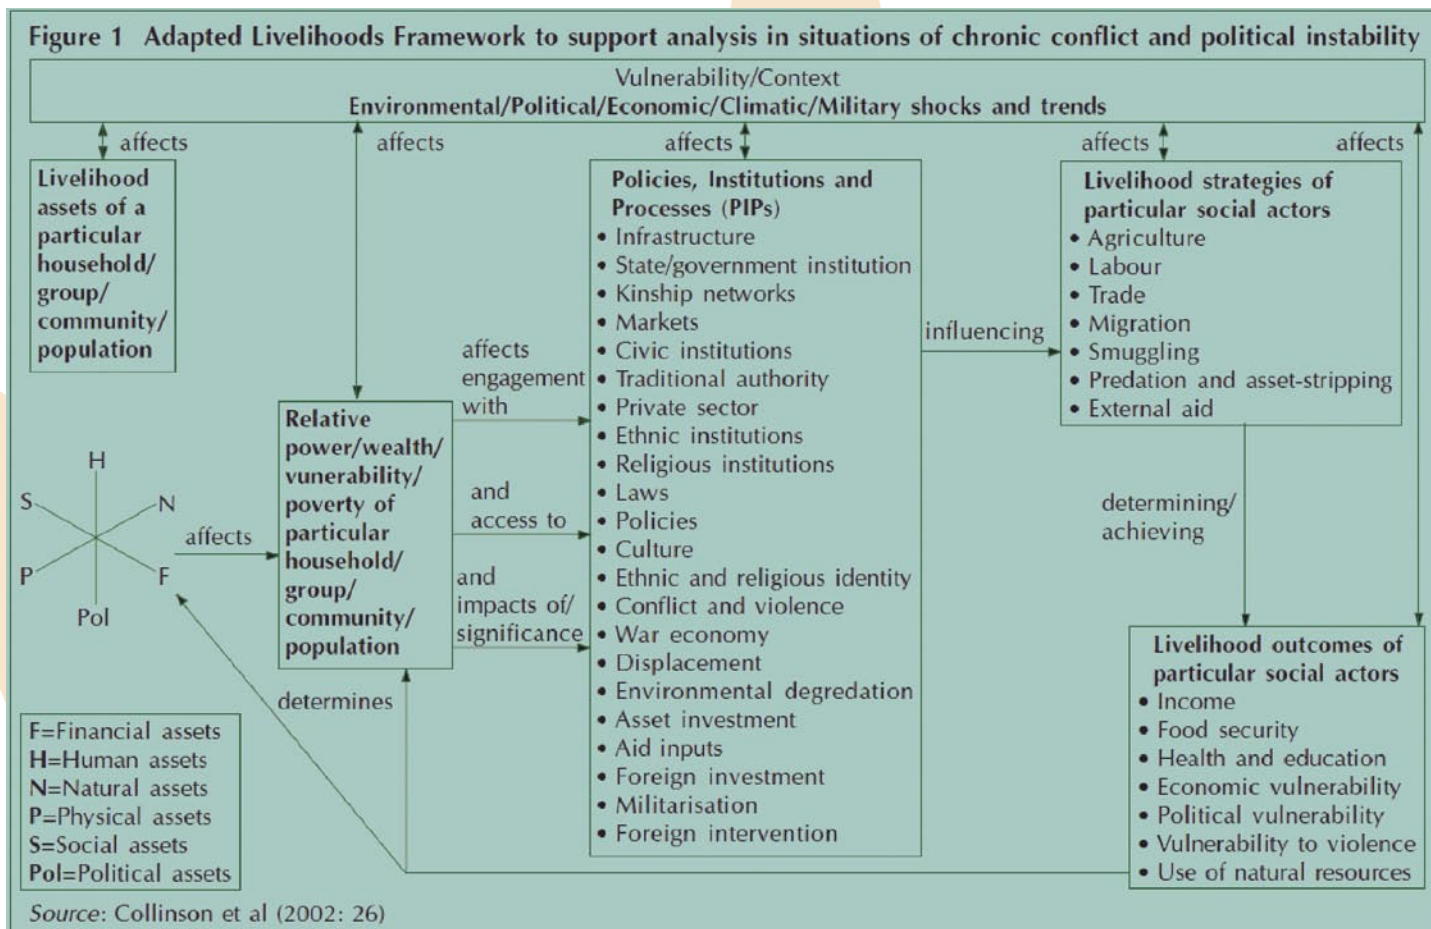 Figure 1 Adapted Livelihoods Framework to support analysis in situations of chronic conflict and political instability
Vulnerability/Context
Environmental/Political/Economic/Climatic/Military shocks and trends
affects
affects
affects
affects
affects
Livelihood
assets of a
particular
household/
group/
community/
population
H
S
N
P
F
Pol
affects
Relative
power/wealth/
vunerability/
poverty of
particular
household/
group/
community/
population
affects
engagement
with
and
access to
and
impacts of/
significance
determines
Policies, Institutions and
Processes (PIPs)
• Infrastructure
• State/government institution
• Kinship networks
• Markets
• Civic institutions
• Traditional authority
• Private sector
• Ethnic institutions
• Religious institutions
• Laws
• Policies
• Culture
• Ethnic and religious identity
• Conflict and violence
• War economy
• Displacement
• Environmental degredation
• Asset investment
• Aid inputs
• Foreign investment
• Militarisation
• Foreign intervention
influencing
Livelihood strategies of
particular social actors
• Agriculture
• Labour
• Trade
• Migration
• Smuggling
• Predation and asset-stripping
• External aid
determining/
achieving
Livelihood outcomes of
particular social actors
• Income
• Food security
• Health and education
• Economic vulnerability
• Political vulnerability
• Vulnerability to violence
• Use of natural resources
F=Financial assets
H=Human assets
N=Natural assets
P=Physical assets
S=Social assets
Pol=Political assets
Source: Collinson et al (2002: 26)